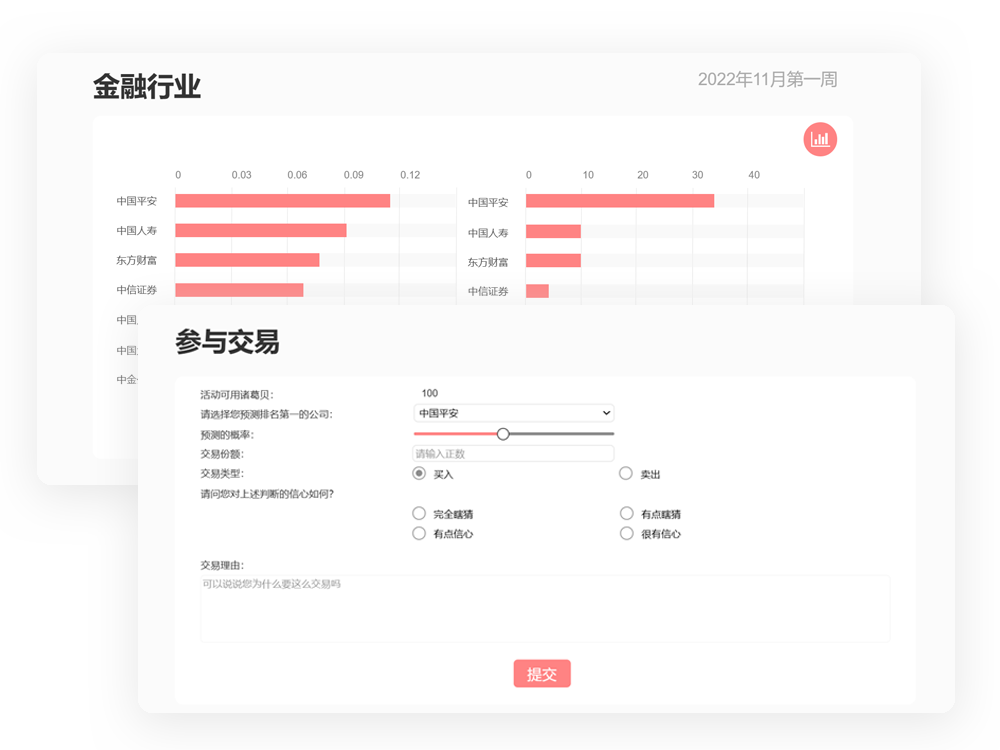 金融行业
2022年11月第一周
0 0.03 0.06 0.09 0.12
0 10 20 30 40
中国平安
中国平安
中国人寿
中国人寿
东方财富
东方财富
中信证券
中信证券
中国
中国
中金
参与交易
活动可用诸葛贝: 100
请选择您预测排名第一的公司: 中国平安
预测的概率:
交易份额: 请输入正数
交易类型: 买入 卖出
请问您对上述判断的信心如何?
完全瞎猜 有点瞎猜
有点信心 很有信心
交易理由:
可以说说您为什么要这么交易吗
提交